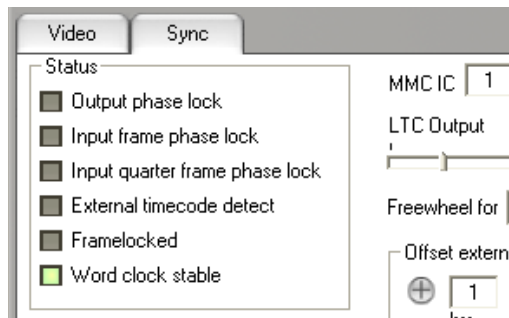 Video
Sync
Status
Output phase lock
Input frame phase lock
Input quarter frame phase lock
External timecode detect
Framelocked
Word clock stable
MMC IC 1
LTC Output
Freewheel for
Offset extern
1